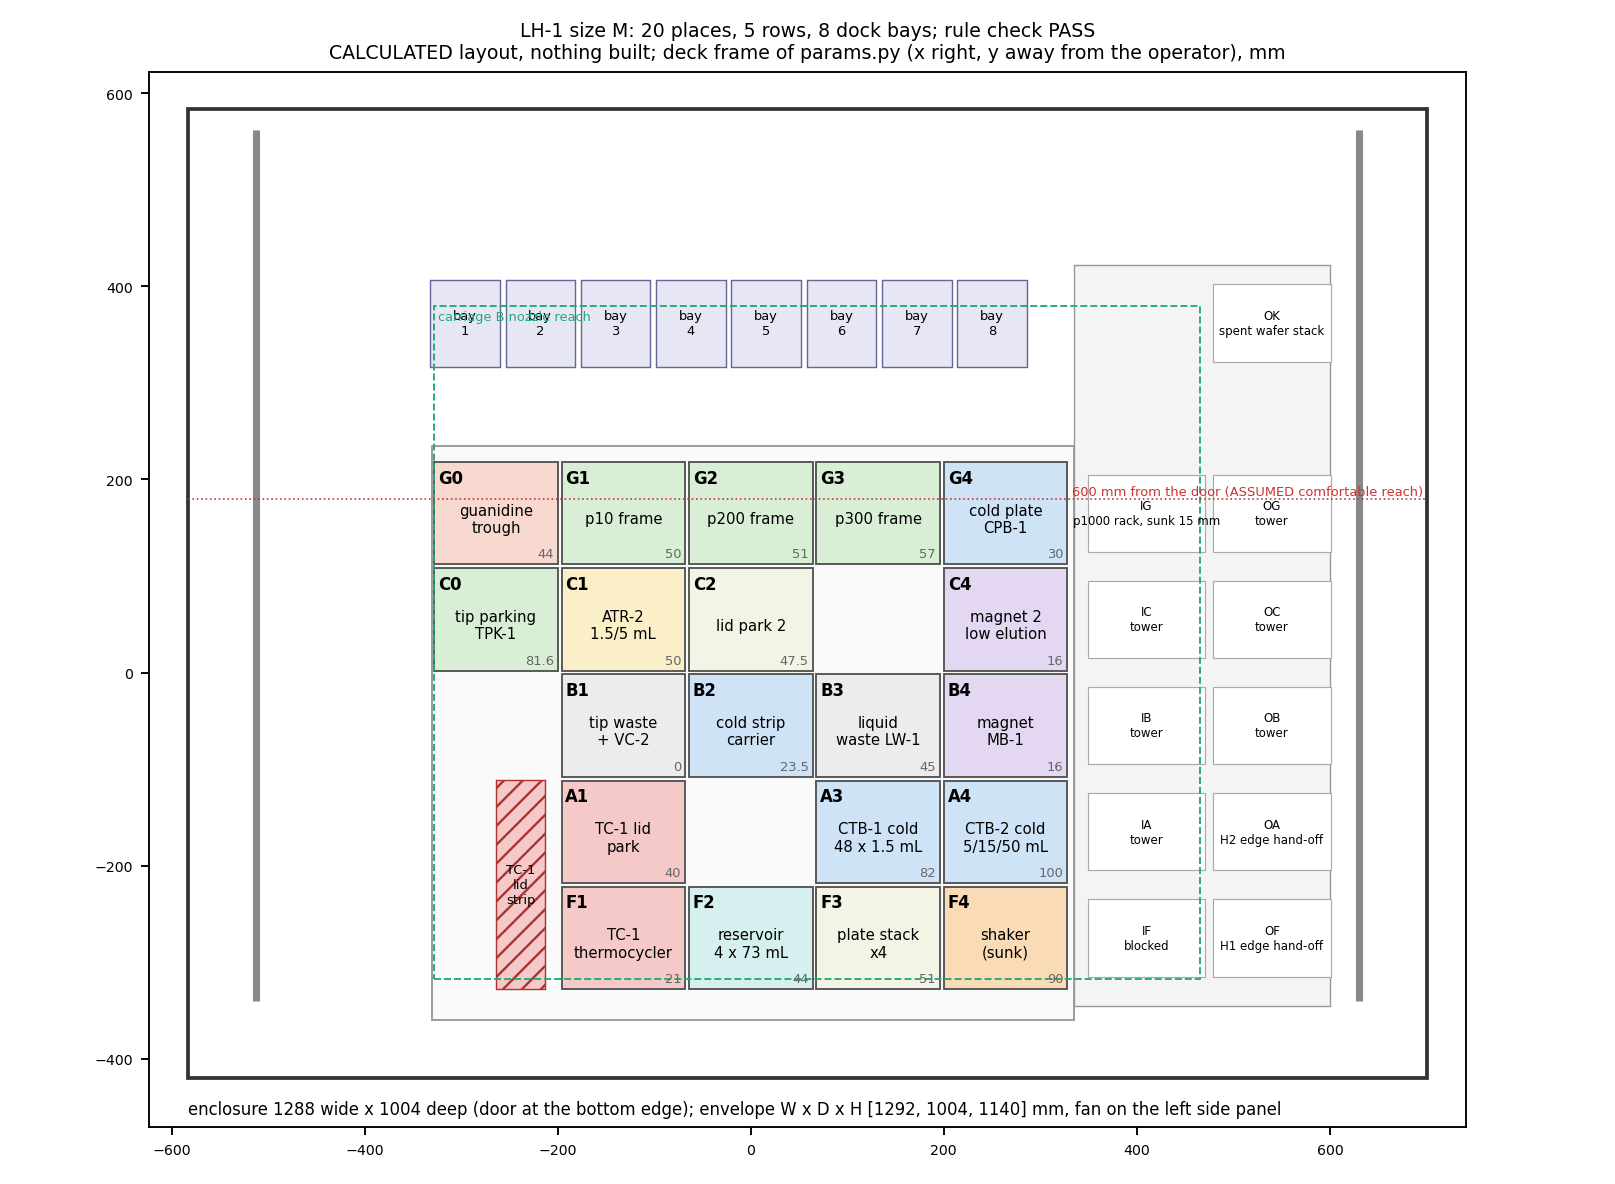 LH-1 size M: 20 places, 5 rows, 8 dock bays; rule check PASS
CALCULATED layout, nothing built; deck frame of params.py (x right, y away from the operator), mm
600
400
200
0
−200
−400
−600
−400
−200
0
200
400
600
carriage B nozzle reach
bay
1
bay
2
bay
3
bay
4
bay
5
bay
6
bay
7
bay
8
OK
spent wafer stack
600 mm from the door (ASSUMED comfortable reach)
G0
guanidine
trough
44
G1
p10 frame
50
G2
p200 frame
51
G3
p300 frame
57
G4
cold plate
CPB-1
30
IG
p1000 rack, sunk 15 mm
OG
tower
C0
tip parking
TPK-1
81.6
C1
ATR-2
1.5/5 mL
50
C2
lid park 2
47.5
C4
magnet 2
low elution
16
IC
tower
OC
tower
B1
tip waste
+ VC-2
0
B2
cold strip
carrier
23.5
B3
liquid
waste LW-1
45
B4
magnet
MB-1
16
IB
tower
OB
tower
TC-1
lid
strip
A1
TC-1 lid
park
40
A3
CTB-1 cold
48 x 1.5 mL
82
A4
CTB-2 cold
5/15/50 mL
100
IA
tower
OA
H2 edge hand-off
F1
TC-1
thermocycler
21
F2
reservoir
4 x 73 mL
44
F3
plate stack
x4
51
F4
shaker
(sunk)
90
IF
blocked
OF
H1 edge hand-off
enclosure 1288 wide x 1004 deep (door at the bottom edge); envelope W x D x H [1292, 1004, 1140] mm, fan on the left side panel